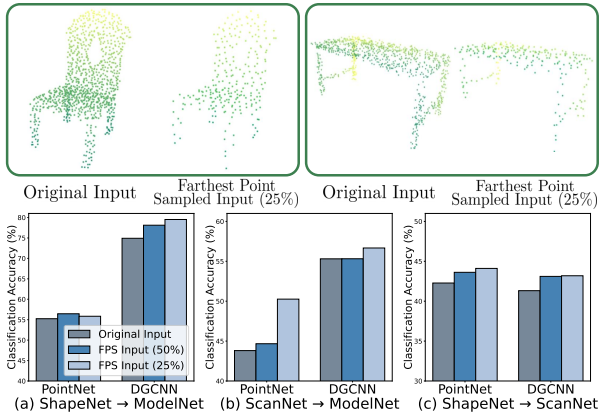 Original Input
Farthest Point
Sampled Input (25%)
Original Input
Farthest Point
Sampled Input (25%)
Classification Accuracy (%)
80
75
70
65
60
55
50
45
40
Original Input
FPS Input (50%)
FPS Input (25%)
PointNet
DGCNN
(a) ShapeNet → ModelNet
Classification Accuracy (%)
60
55
50
45
40
PointNet
DGCNN
(b) ScanNet → ModelNet
Classification Accuracy (%)
50
45
40
35
30
PointNet
DGCNN
(c) ShapeNet → ScanNet